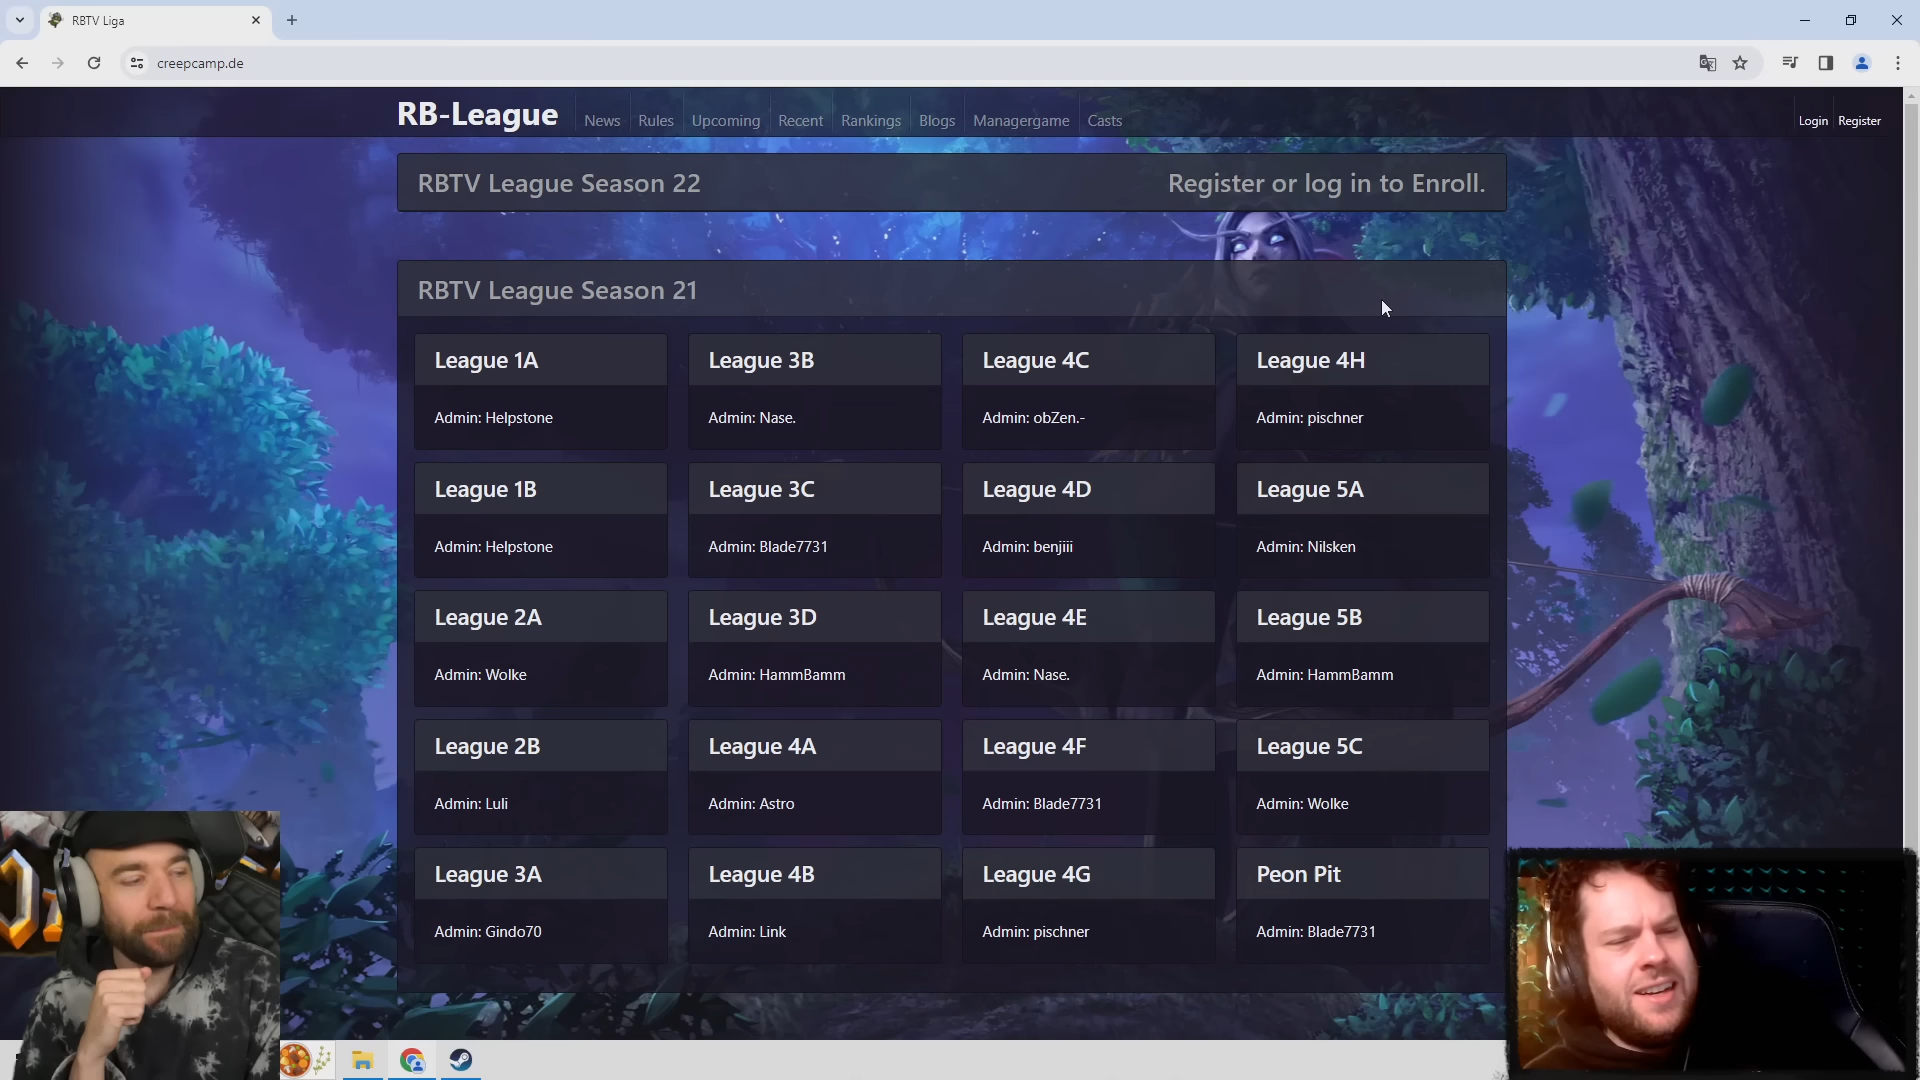 RBTV Liga
creepcamp.de
RB-League
News
Rules
Upcoming
Recent
Rankings
Blogs
Managergame
Casts
Login
Register
RBTV League Season 22
Register or log in to Enroll.
RBTV League Season 21
League 1A
Admin: Helpstone
League 3B
Admin: Nase.
League 4C
Admin: obZen.-
League 4H
Admin: pischner
League 1B
Admin: Helpstone
League 3C
Admin: Blade7731
League 4D
Admin: benjiii
League 5A
Admin: Nilsken
League 2A
Admin: Wolke
League 3D
Admin: HammBamm
League 4E
Admin: Nase.
League 5B
Admin: HammBamm
League 2B
Admin: Luli
League 4A
Admin: Astro
League 4F
Admin: Blade7731
League 5C
Admin: Wolke
League 3A
Admin: Gindo70
League 4B
Admin: Link
League 4G
Admin: pischner
Peon Pit
Admin: Blade7731